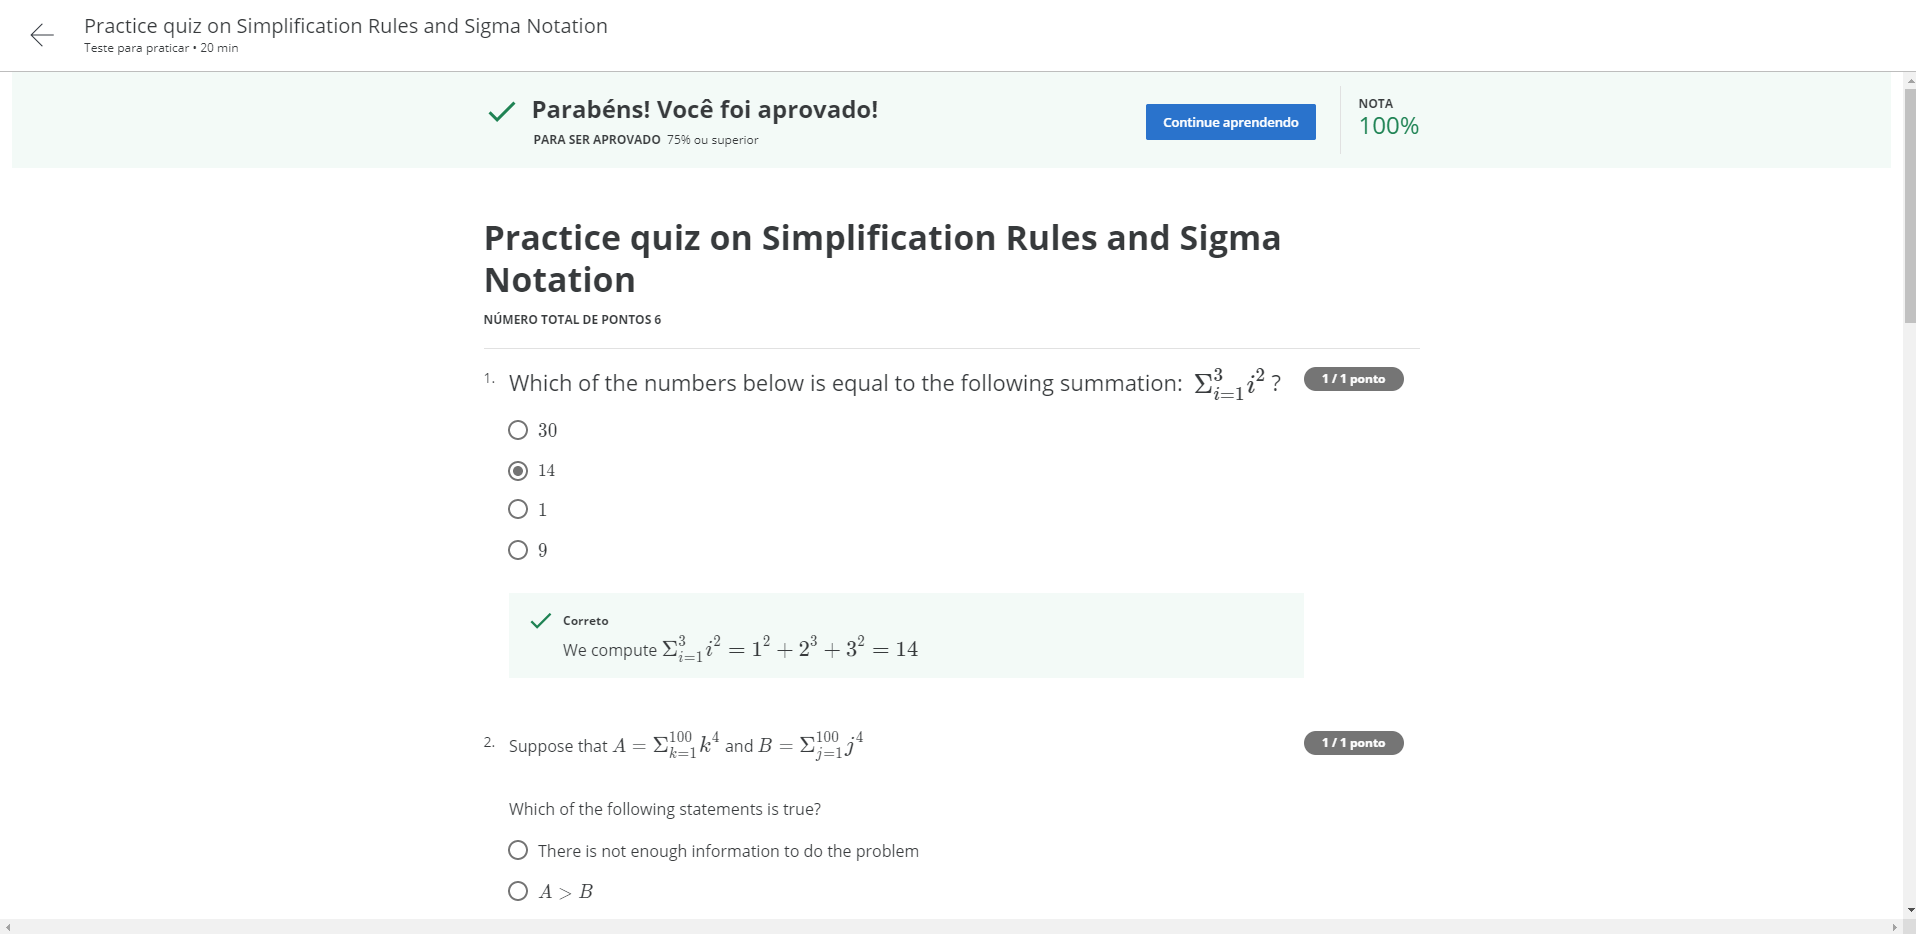 Practice quiz on Simplification Rules and Sigma Notation
Teste para praticar • 20 min
Parabéns! Você foi aprovado!
PARA SER APROVADO 75% ou superior
Continue aprendendo
NOTA
100%
Practice quiz on Simplification Rules and Sigma
Notation
NÚMERO TOTAL DE PONTOS 6
1. Which of the numbers below is equal to the following summation: Σ_{i=1}^{3} i^2 ?
1 / 1 ponto
30
14
1
9
Correto
We compute Σ_{i=1}^{3} i^2 = 1^2 + 2^3 + 3^2 = 14
2. Suppose that A = Σ_{k=1}^{100} k^4 and B = Σ_{j=1}^{100} j^4
1 / 1 ponto
Which of the following statements is true?
There is not enough information to do the problem
A > B